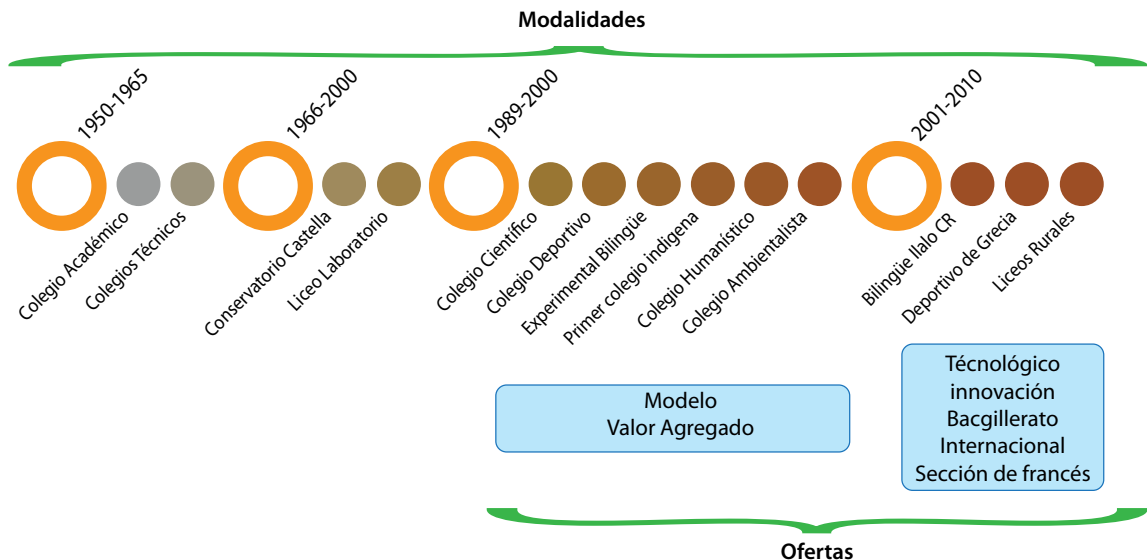 Modalidades
1950-1965
Colegio Académico
Colegios Técnicos
1966-2000
Conservatorio Castella
Liceo Laboratorio
1989-2000
Colegio Científico
Colegio Deportivo
Experimental Bilingüe
Primer colegio indigena
Colegio Humanístico
Colegio Ambientalista
2001-2010
Bilingüe Ilalo CR
Deportivo de Grecia
Liceos Rurales
Modelo
Valor Agregado
Técnológico
innovación
Bacgillerato
Internacional
Sección de francés
Ofertas